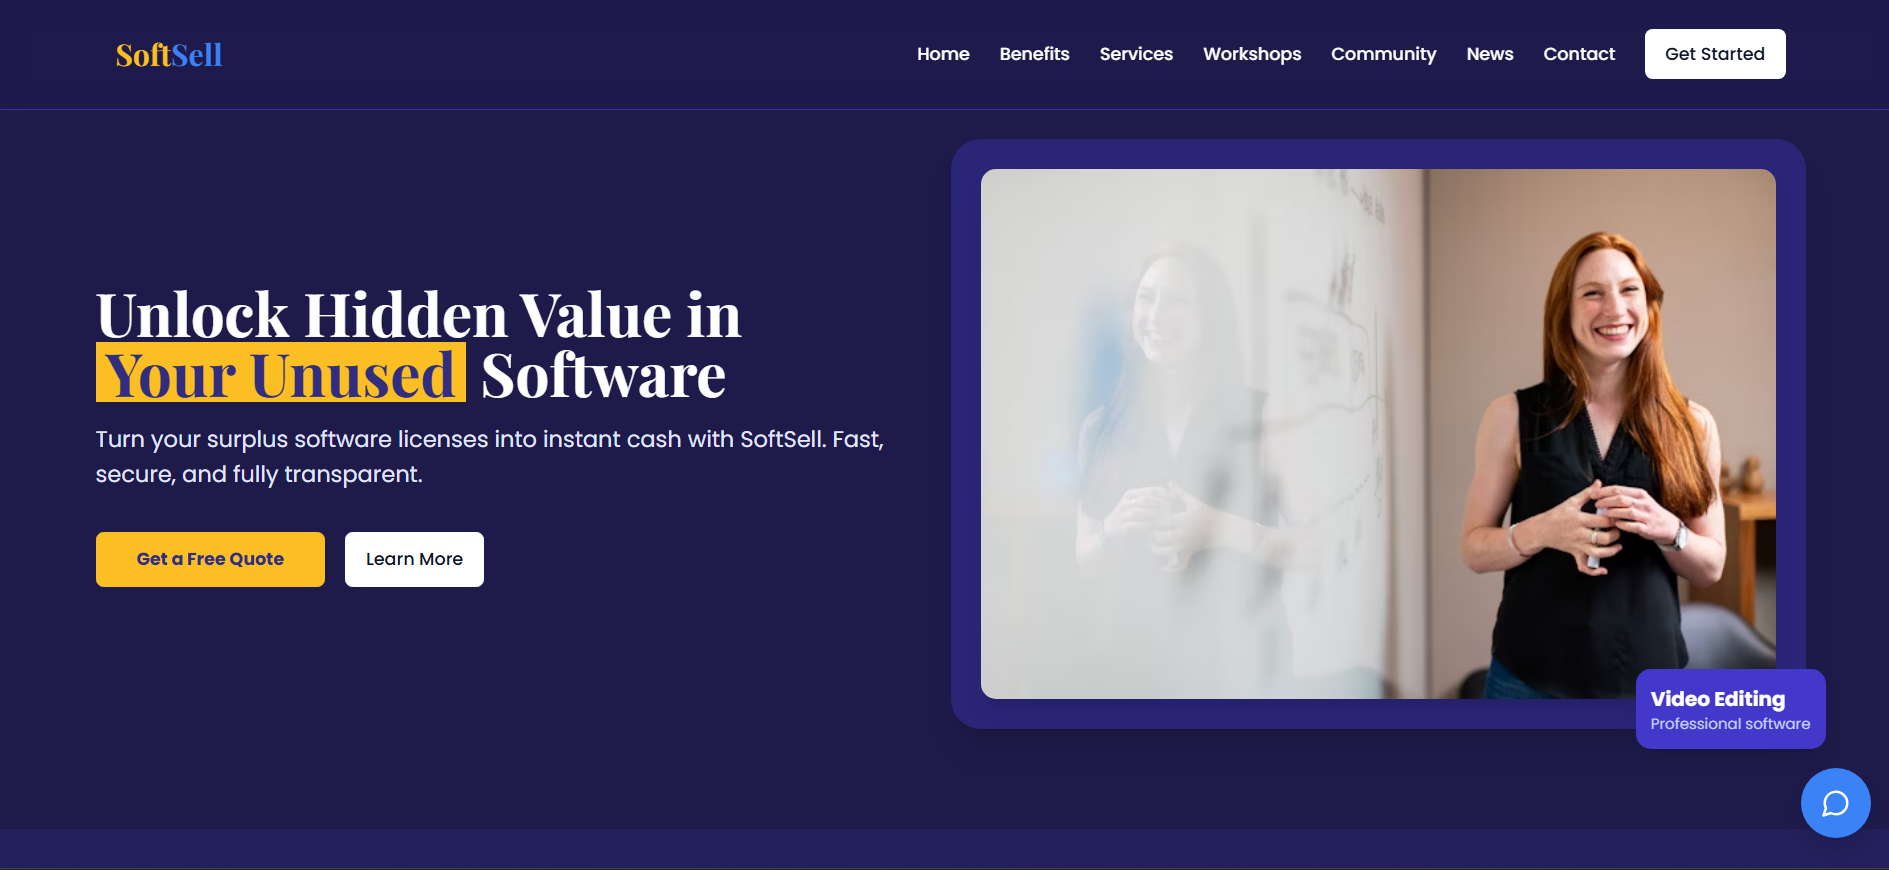 SoftSell
Home Benefits Services Workshops Community News Contact Get Started
Unlock Hidden Value in
Your Unused Software
Turn your surplus software licenses into instant cash with SoftSell. Fast,
secure, and fully transparent.
Get a Free Quote
Learn More
Video Editing
Professional software